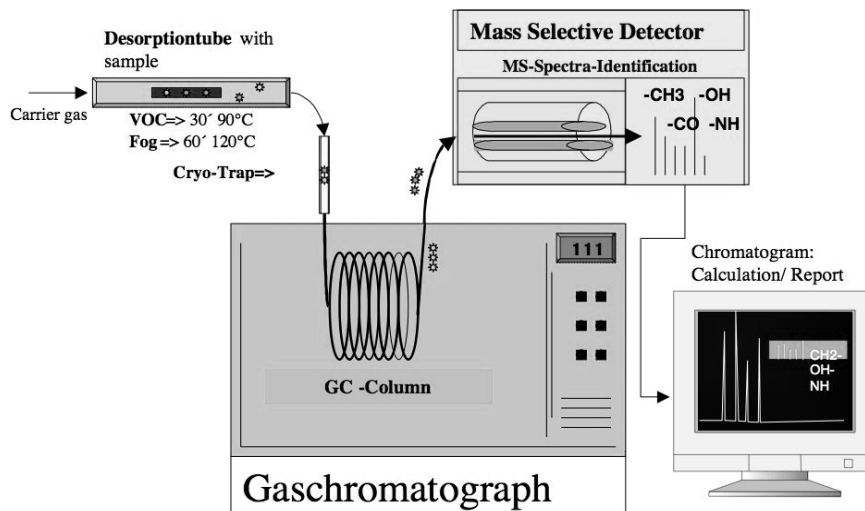 Desorptiontube with
sample
Carrier gas
VOC=> 30´ 90°C
Fog => 60´ 120°C
Cryo-Trap=>
Mass Selective Detector
MS-Spectra-Identification
-CH3 -OH
-CO -NH
111
GC -Column
Gaschromatograph
Chromatogram:
Calculation/ Report
CH2-
OH-
NH